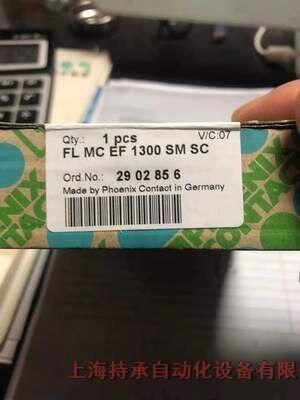 Qty.: 1 pcs V/C:07
FL MC EF 1300 SM SC
Ord.No.: 29 02 85 6
Made by Phoenix Contact in Germany
上海持承自动化设备有限